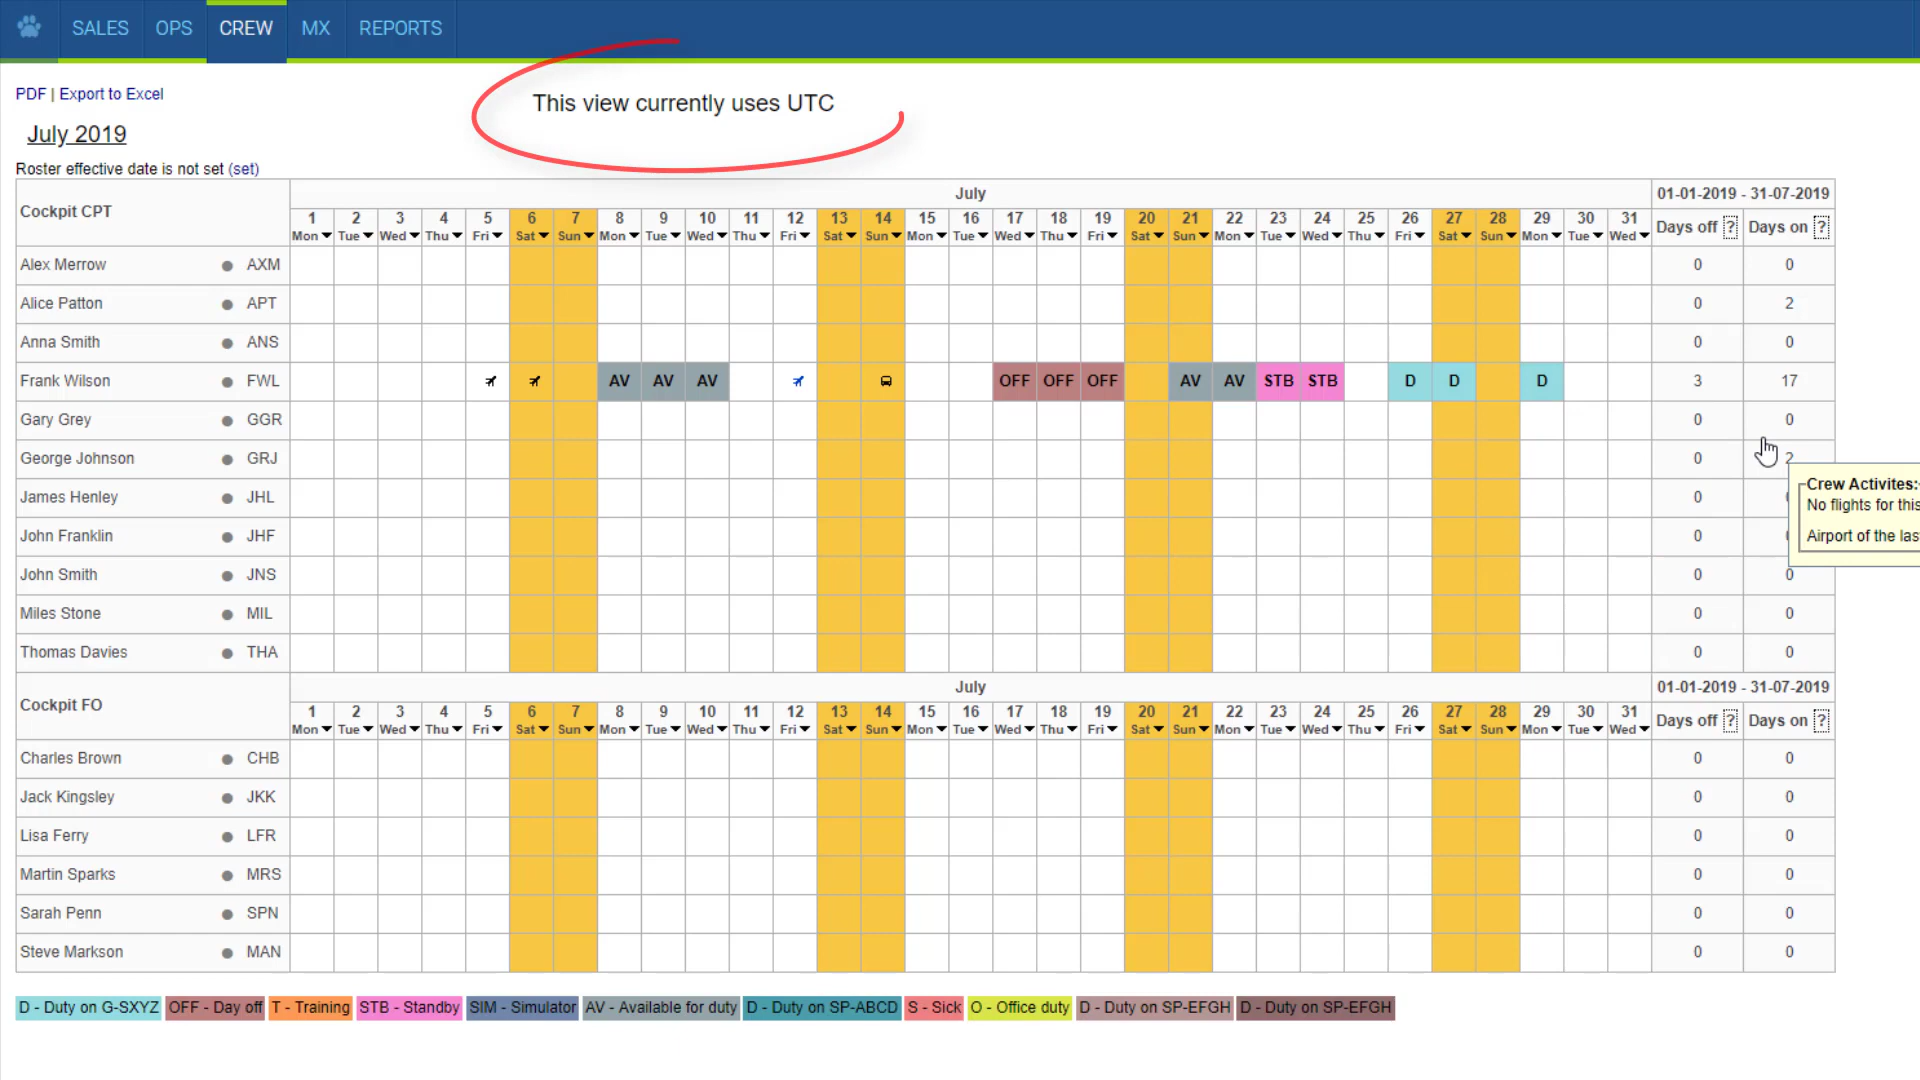 SALES OPS CREW MX REPORTS
PDF | Export to Excel
This view currently uses UTC
July 2019
Roster effective date is not set (set)
Cockpit CPT July 01-01-2019 - 31-07-2019
1 2 3 4 5 6 7 8 9 10 11 12 13 14 15 16 17 18 19 20 21 22 23 24 25 26 27 28 29 30 31 Days off ? Days on ?
Mon Tue Wed Thu Fri Sat Sun Mon Tue Wed Thu Fri Sat Sun Mon Tue Wed Thu Fri Sat Sun Mon Tue Wed Thu Fri Sat Sun Mon Tue Wed
Alex Merrow AXM 0 0
Alice Patton APT 0 2
Anna Smith ANS 0 0
Frank Wilson FWL AV AV AV OFF OFF OFF AV AV STB STB D D D 3 17
Gary Grey GGR 0 0
George Johnson GRJ 0 2
Crew Activites:
James Henley JHL 0
No flights for this
John Franklin JHF 0
Airport of the las
John Smith JNS 0 0
Miles Stone MIL 0 0
Thomas Davies THA 0 0
Cockpit FO July 01-01-2019 - 31-07-2019
1 2 3 4 5 6 7 8 9 10 11 12 13 14 15 16 17 18 19 20 21 22 23 24 25 26 27 28 29 30 31 Days off ? Days on ?
Mon Tue Wed Thu Fri Sat Sun Mon Tue Wed Thu Fri Sat Sun Mon Tue Wed Thu Fri Sat Sun Mon Tue Wed Thu Fri Sat Sun Mon Tue Wed
Charles Brown CHB 0 0
Jack Kingsley JKK 0 0
Lisa Ferry LFR 0 0
Martin Sparks MRS 0 0
Sarah Penn SPN 0 0
Steve Markson MAN 0 0
D - Duty on G-SXYZ OFF - Day off T - Training STB - Standby SIM - Simulator AV - Available for duty D - Duty on SP-ABCD S - Sick O - Office duty D - Duty on SP-EFGH D - Duty on SP-EFGH